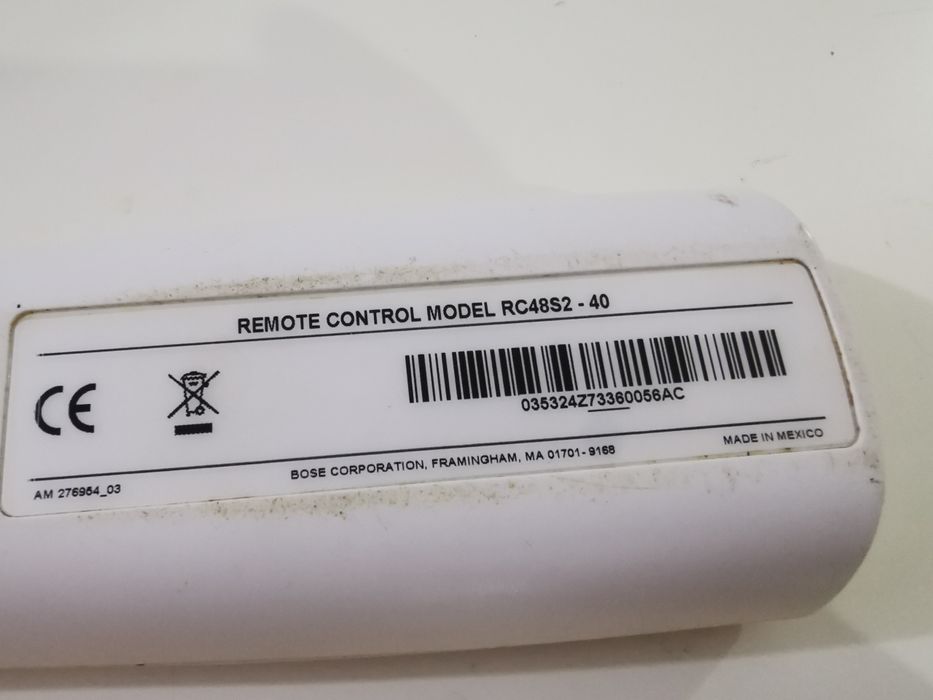 REMOTE CONTROL MODEL RC48S2 - 40
CE
035324Z73360056AC
BOSE CORPORATION, FRAMINGHAM, MA 01701- 9168
MADE IN MEXICO
AM 276954_03